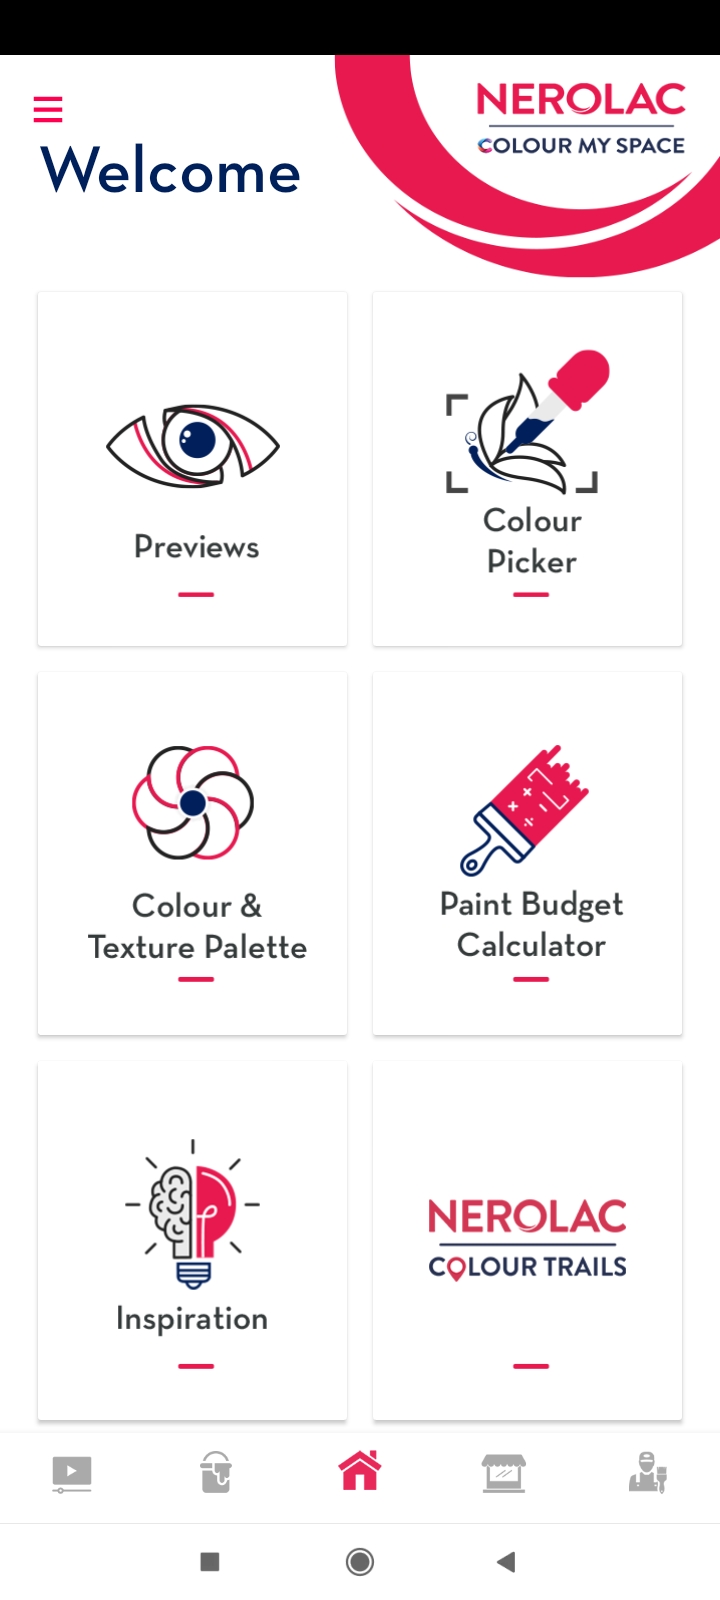 NEROLAC
COLOUR MY SPACE
Welcome
Previews
Colour
Picker
Colour &
Texture Palette
Paint Budget
Calculator
Inspiration
NEROLAC
COLOUR TRAILS